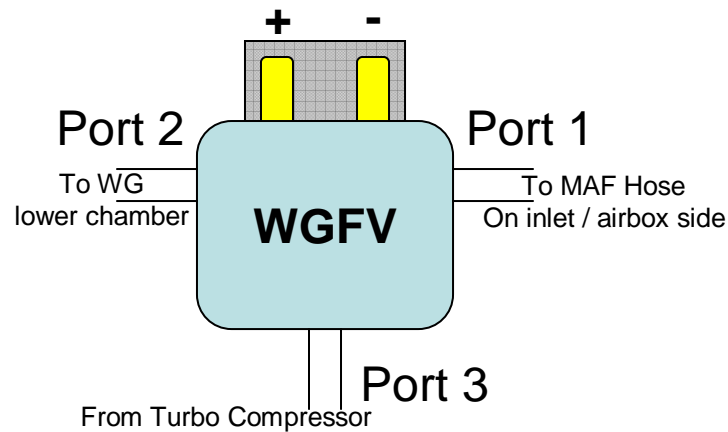 + -
Port 2
Port 1
To WG
lower chamber
WGFV
To MAF Hose
On inlet / airbox side
Port 3
From Turbo Compressor